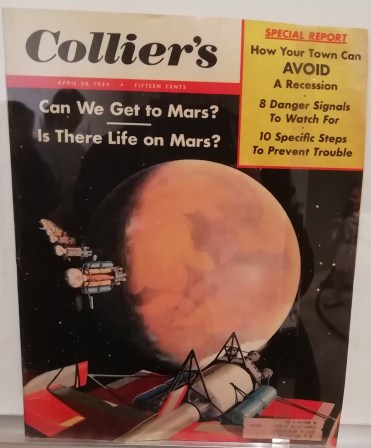 Collier's
APRIL 30, 1954 • FIFTEEN CENTS
Can We Get to Mars?
Is There Life on Mars?
SPECIAL REPORT
How Your Town Can
AVOID
A Recession
8 Danger Signals
To Watch For
10 Specific Steps
To Prevent Trouble